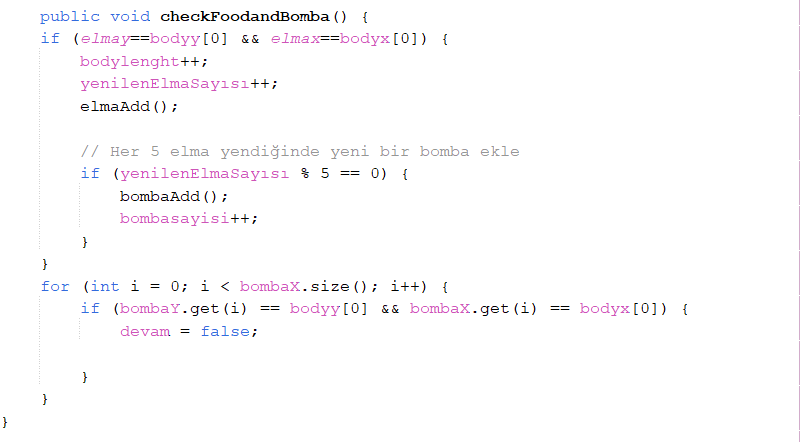 public void checkFoodandBomba() {
if (elmay==bodyy[0] && elmax==bodyx[0]) {
bodylenght++;
yenilenElmaSayısı++;
elmaAdd();
// Her 5 elma yendiğinde yeni bir bomba ekle
if (yenilenElmaSayısı % 5 == 0) {
bombaAdd();
bombasayisi++;
}
}
for (int i = 0; i < bombaX.size(); i++) {
if (bombaY.get(i) == bodyy[0] && bombaX.get(i) == bodyx[0]) {
devam = false;
}
}
}